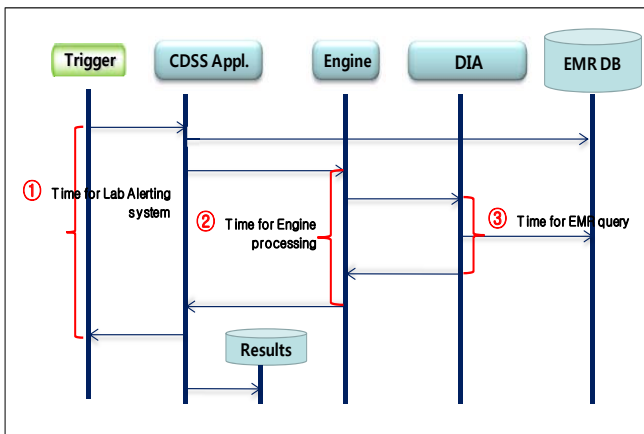 Trigger
CDSS Appl.
Engine
DIA
EMR DB
① Time for Lab Alerting
system
② Time for Engine
processing
③ Time for EMR query
Results